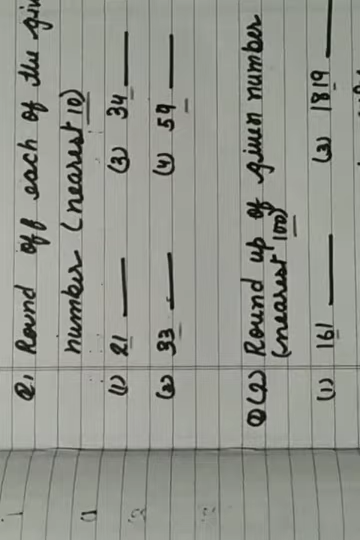 Q1 Round off each of the
number (nearest 10)
(1) 21 ___ (3) 34 ___
(2) 33 ___ (4) 59 ___
Q(2) Round up of given number
(nearest 100)
(1) 161 ___ (3) 1819 ___